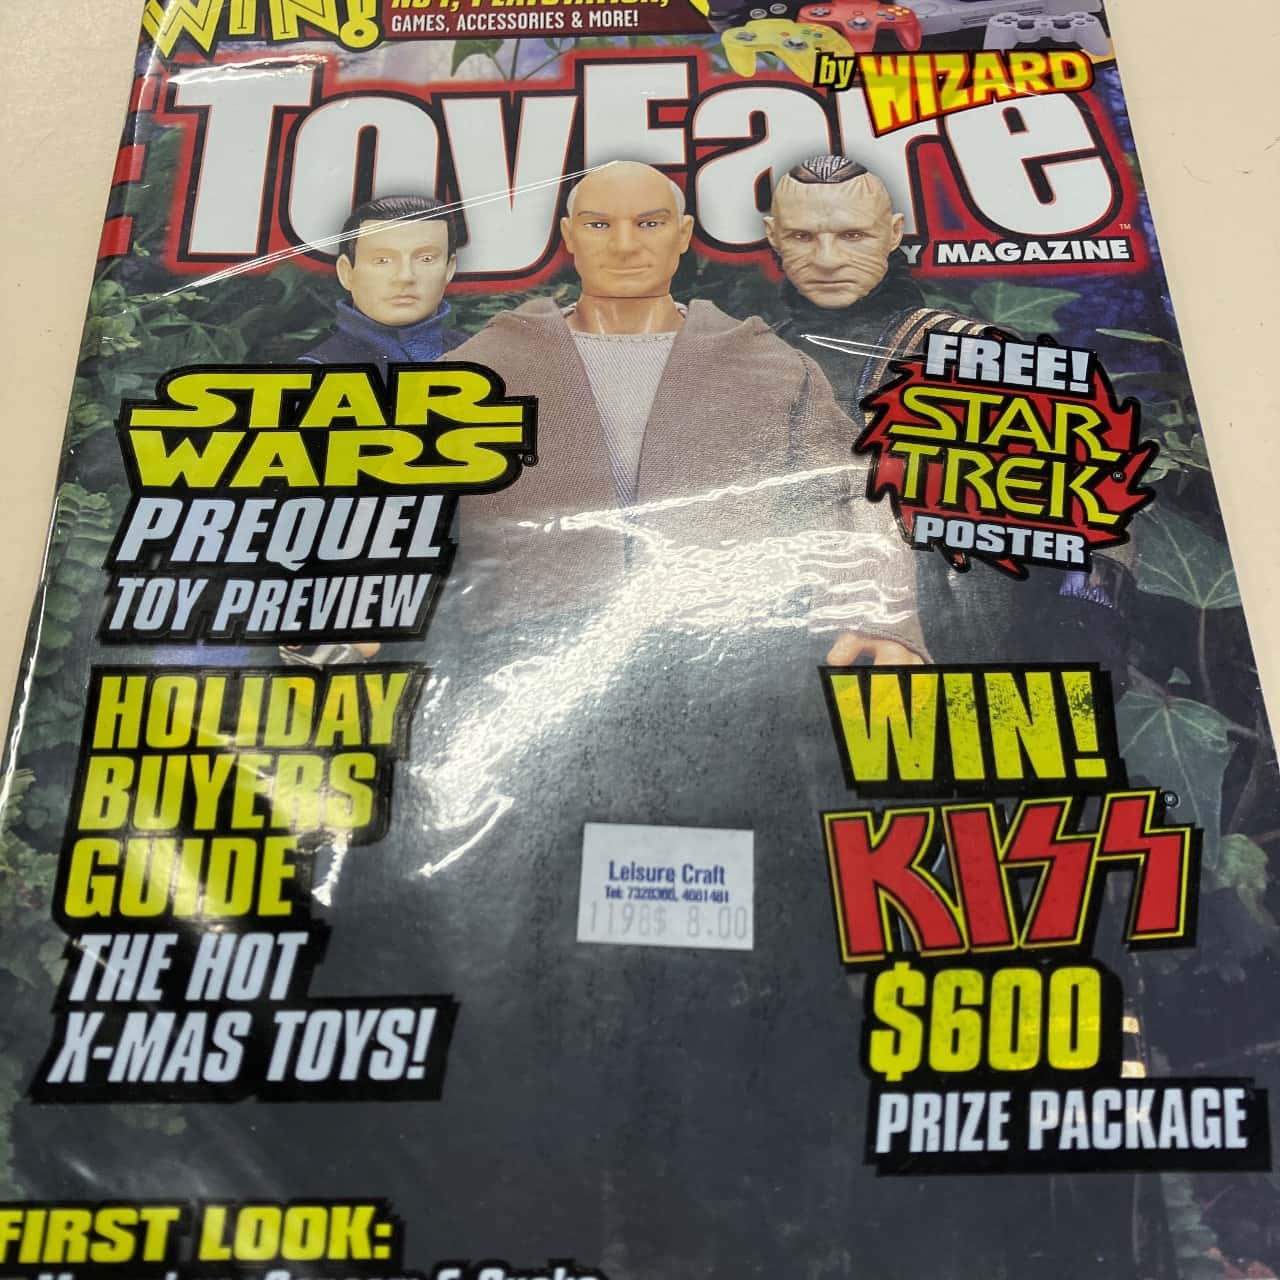 WIN!
GAMES, ACCESSORIES & MORE!
by WIZARD
ToyFare
MAGAZINE
STAR
WARS
PREQUEL
TOY PREVIEW
FREE!
STAR
TREK
POSTER
HOLIDAY
BUYERS
GUIDE
THE HOT
X-MAS TOYS!
WIN!
KISS
$600
PRIZE PACKAGE
Leisure Craft
1198$ 8.00
FIRST LOOK: